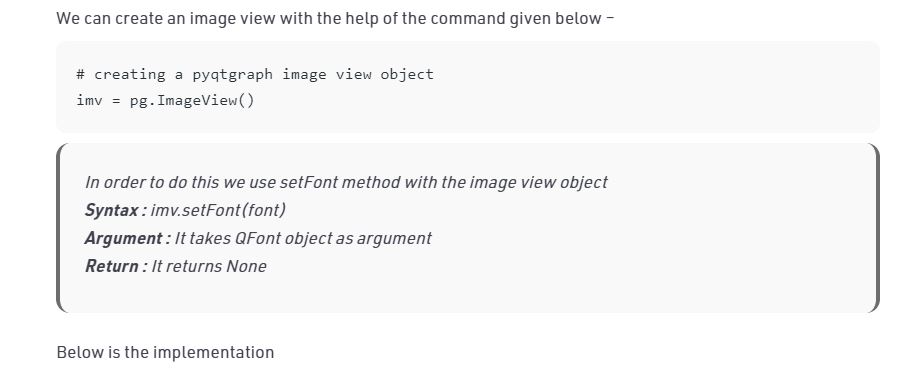 We can create an image view with the help of the command given below –
# creating a pyqtgraph image view object
imv = pg.ImageView()
In order to do this we use setFont method with the image view object
Syntax : imv.setFont(font)
Argument : It takes QFont object as argument
Return : It returns None
Below is the implementation